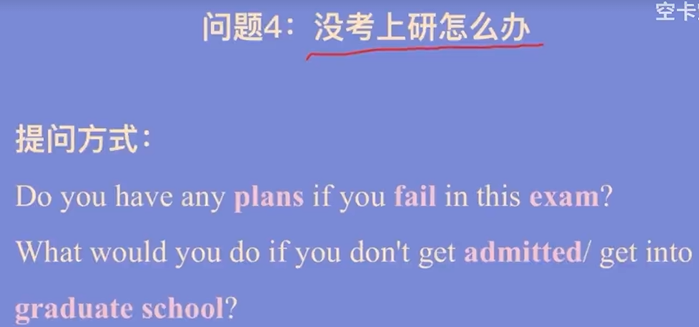 空卡
问题4：没考上研怎么办
提问方式：
Do you have any plans if you fail in this exam?
What would you do if you don't get admitted/ get into
graduate school?